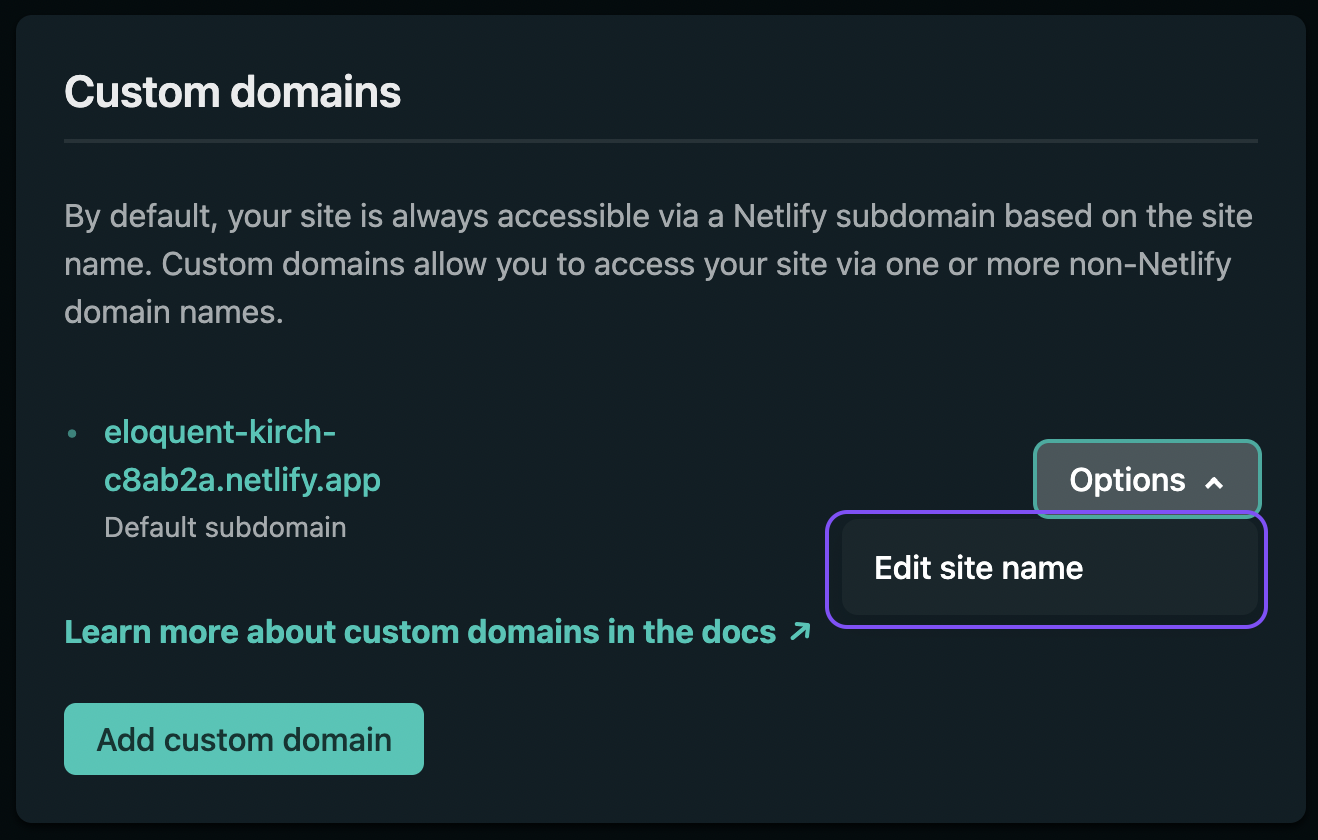 Custom domains
By default, your site is always accessible via a Netlify subdomain based on the site
name. Custom domains allow you to access your site via one or more non-Netlify
domain names.
eloquent-kirch-
c8ab2a.netlify.app
Default subdomain
Options
Edit site name
Learn more about custom domains in the docs
Add custom domain